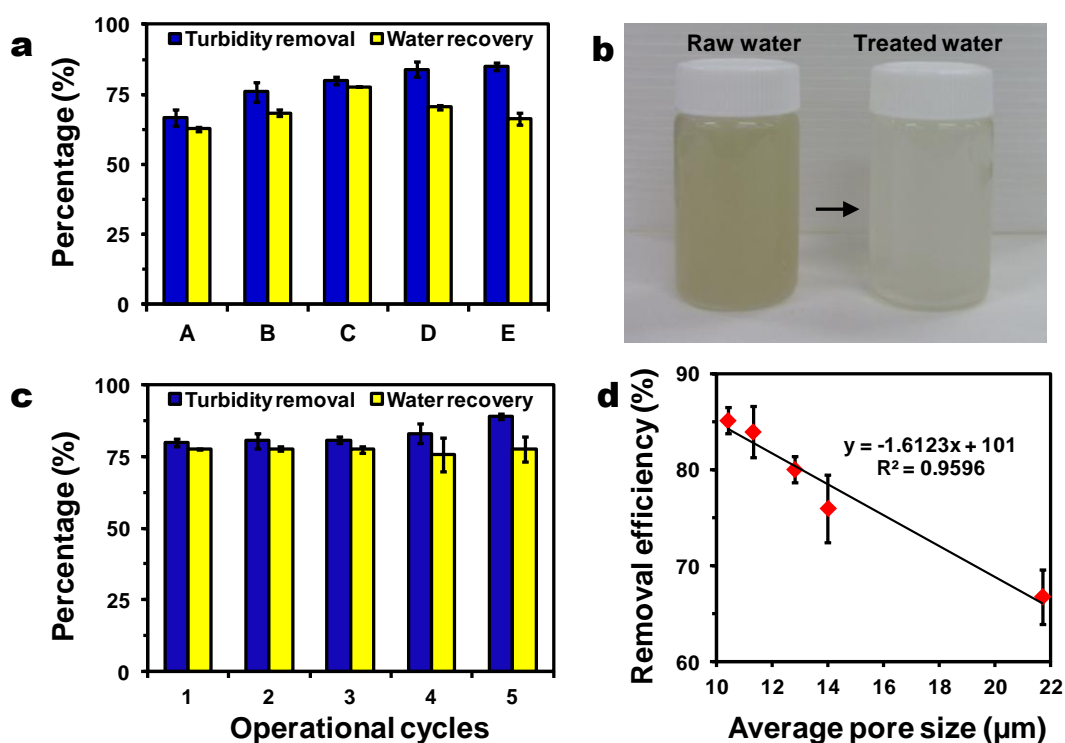 a
Turbidity removal Water recovery
Percentage (%)
100
75
50
25
0
A B C D E
b
Raw water Treated water
c
Turbidity removal Water recovery
Percentage (%)
100
75
50
25
0
1 2 3 4 5
Operational cycles
d
Removal efficiency (%)
90
80
70
60
y = -1.6123x + 101
R² = 0.9596
10 12 14 16 18 20 22
Average pore size (µm)